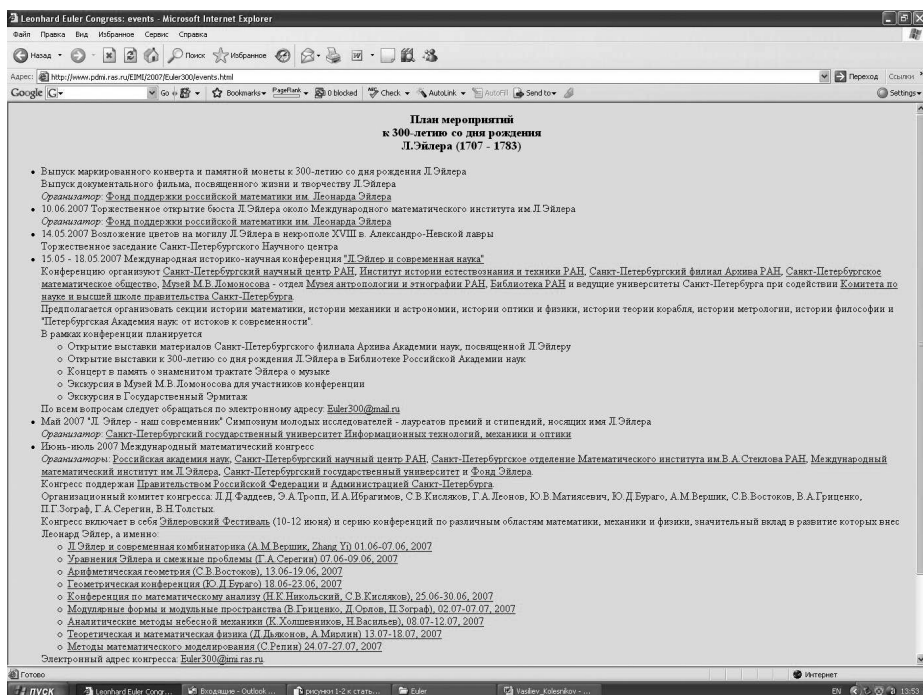 Leonhard Euler Congress: events - Microsoft Internet Explorer
Файл Правка Вид Избранное Сервис Справка
Назад Поиск Избранное
Адрес: http://www.pdmi.ras.ru/EIMI/2007/Euler300/events.html Переход Ссылки
Google G Go Bookmarks PageRank 0 blocked Check AutoLink AutoFill Send to Settings
План мероприятий
к 300-летию со дня рождения
Л.Эйлера (1707 - 1783)
Выпуск маркированного конверта и памятной монеты к 300-летию со дня рождения Л.Эйлера
Выпуск документального фильма, посвященного жизни и творчеству Л.Эйлера
Организатор: Фонд поддержки российской математики им. Леонарда Эйлера
10.06.2007 Торжественное открытие бюста Л.Эйлера около Международного математического института им.Л.Эйлера
Организатор: Фонд поддержки российской математики им. Леонарда Эйлера
14.05.2007 Возложение цветов на могилу Л.Эйлера в некрополе XVIII в. Александро-Невской лавры
Торжественное заседание Санкт-Петербургского Научного центра
15.05 - 18.05.2007 Международная историко-научная конференция "Л.Эйлер и современная наука"
Конференцию организуют Санкт-Петербургский научный центр РАН, Институт истории естествознания и техники РАН, Санкт-Петербургский филиал Архива РАН, Санкт-Петербургское
математическое общество, Музей М.В.Ломоносова - отдел Музея антропологии и этнографии РАН, Библиотека РАН и ведущие университеты Санкт-Петербурга при содействии Комитета по
науке и высшей школе правительства Санкт-Петербурга.
Предполагается организовать секции истории математики, истории механики и астрономии, истории оптики и физики, истории теории корабля, истории метрологии, истории философии и
"Петербургская Академия наук: от истоков к современности".
В рамках конференции планируется
Открытие выставки материалов Санкт-Петербургского филиала Архива Академии наук, посвященной Л.Эйлеру
Открытие выставки к 300-летию со дня рождения Л.Эйлера в Библиотеке Российской Академии наук
Концерт в память о знаменитом трактате Эйлера о музыке
Экскурсия в Музей М.В.Ломоносова для участников конференции
Экскурсия в Государственный Эрмитаж
По всем вопросам следует обращаться по электронному адресу: Euler300@mail.ru
Май 2007 "Л. Эйлер - наш современник" Симпозиум молодых исследователей - лауреатов премий и стипендий, носящих имя Л.Эйлера
Организатор: Санкт-Петербургский государственный университет Информационных технологий, механики и оптики
Июнь-июль 2007 Международный математический конгресс
Организаторы: Российская академия наук, Санкт-Петербургский научный центр РАН, Санкт-Петербургское отделение Математического института им.В.А.Стеклова РАН, Международный
математический институт им.Л.Эйлера, Санкт-Петербургский государственный университет и Фонд Эйлера.
Конгресс поддержан Правительством Российской Федерации и Администрацией Санкт-Петербурга.
Организационный комитет конгресса: Л.Д.Фаддеев, Э.А.Тропп, И.А.Ибрагимов, С.В.Кисляков, Г.А.Леонов, Ю.В.Матиясевич, Ю.Д.Бураго, А.М.Вершик, С.В.Востоков, В.А.Гриценко,
П.Г.Зограф, Г.А.Серегин, В.Н.Толстых.
Конгресс включает в себя Эйлеровский Фестиваль (10-12 июня) и серию конференций по различным областям математики, механики и физики, значительный вклад в развитие которых внес
Леонард Эйлер, а именно:
Л.Эйлер и современная комбинаторика (А.М.Вершик, Zhang Yi) 01.06-07.06, 2007
Уравнения Эйлера и смежные проблемы (Г.А.Серегин) 07.06-09.06, 2007
Арифметическая геометрия (С.В.Востоков), 13.06-19.06, 2007
Геометрическая конференция (Ю.Д.Бураго) 18.06-23.06, 2007
Конференция по математическому анализу (Н.К.Никольский, С.В.Кисляков), 25.06-30.06, 2007
Модулярные формы и модульные пространства (В.Гриценко, Д.Орлов, П.Зограф), 02.07-07.07, 2007
Аналитические методы небесной механики (К.Холшевников, Н.Васильев), 08.07-12.07, 2007
Теоретическая и математическая физика (Д.Дьяконов, А.Мирлин) 13.07-18.07, 2007
Методы математического моделирования (С.Репин) 24.07-27.07, 2007
Электронный адрес конгресса: Euler300@imi.ras.ru.
Готово Интернет
пуск Leonhard Euler Congr... Входящие - Outlook ... рисунки 1-2 к стать... Euler Vasiliev_Kolesnikov - ... EN 13:53